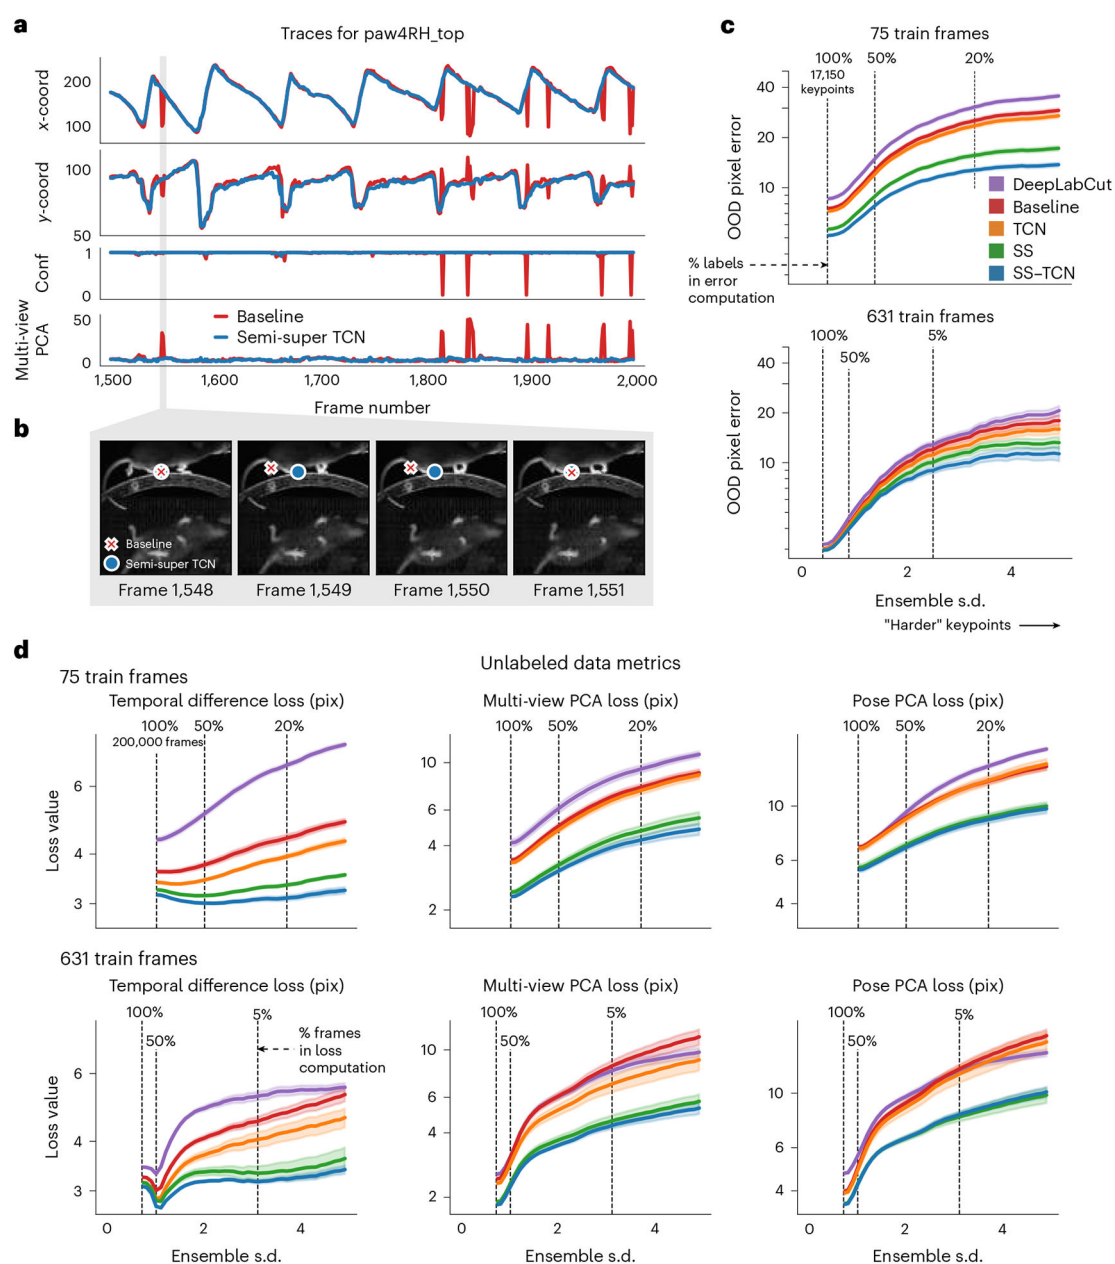 a
Traces for paw4RH_top
x-coord
200
100
y-coord
100
50
Conf
1
0
Multi-view
PCA
50
0
Baseline
Semi-super TCN
1,500
1,600
1,700
1,800
1,900
2,000
Frame number
b
Baseline
Semi-super TCN
Frame 1,548
Frame 1,549
Frame 1,550
Frame 1,551
c
75 train frames
100%
50%
20%
17,150
keypoints
OOD pixel error
40
20
10
DeepLabCut
Baseline
TCN
SS
SS–TCN
% labels
in error
computation
631 train frames
100%
50%
5%
OOD pixel error
40
20
10
0
2
4
Ensemble s.d.
"Harder" keypoints
d
Unlabeled data metrics
75 train frames
Temporal difference loss (pix)
100%
50%
20%
200,000 frames
Loss value
6
4
3
Multi-view PCA loss (pix)
100%
50%
20%
10
6
4
2
Pose PCA loss (pix)
100%
50%
20%
10
6
4
631 train frames
Temporal difference loss (pix)
100%
50%
5%
% frames
in loss
computation
Loss value
6
4
3
0
2
4
Ensemble s.d.
Multi-view PCA loss (pix)
100%
50%
5%
10
6
4
2
0
2
4
Ensemble s.d.
Pose PCA loss (pix)
100%
50%
5%
10
6
4
0
2
4
Ensemble s.d.